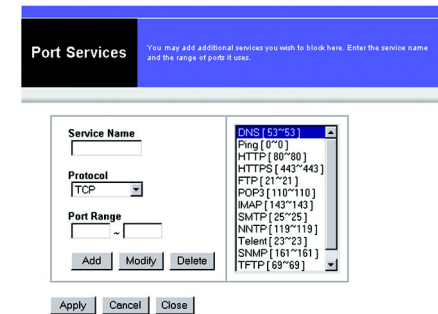 Port Services
You may add additional services you wish to block here. Enter the service name
and the range of ports it uses.
Service Name
Protocol
TCP
Port Range
~
Add Modify Delete
DNS [ 53~53 ]
Ping [ 0~0 ]
HTTP [ 80~80 ]
HTTPS [ 443~443 ]
FTP [ 21~21 ]
POP3 [ 110~110 ]
IMAP [ 143~143 ]
SMTP [ 25~25 ]
NNTP [ 119~119 ]
Telent [ 23~23 ]
SNMP [ 161~161 ]
TFTP [ 69~69 ]
Apply Cancel Close